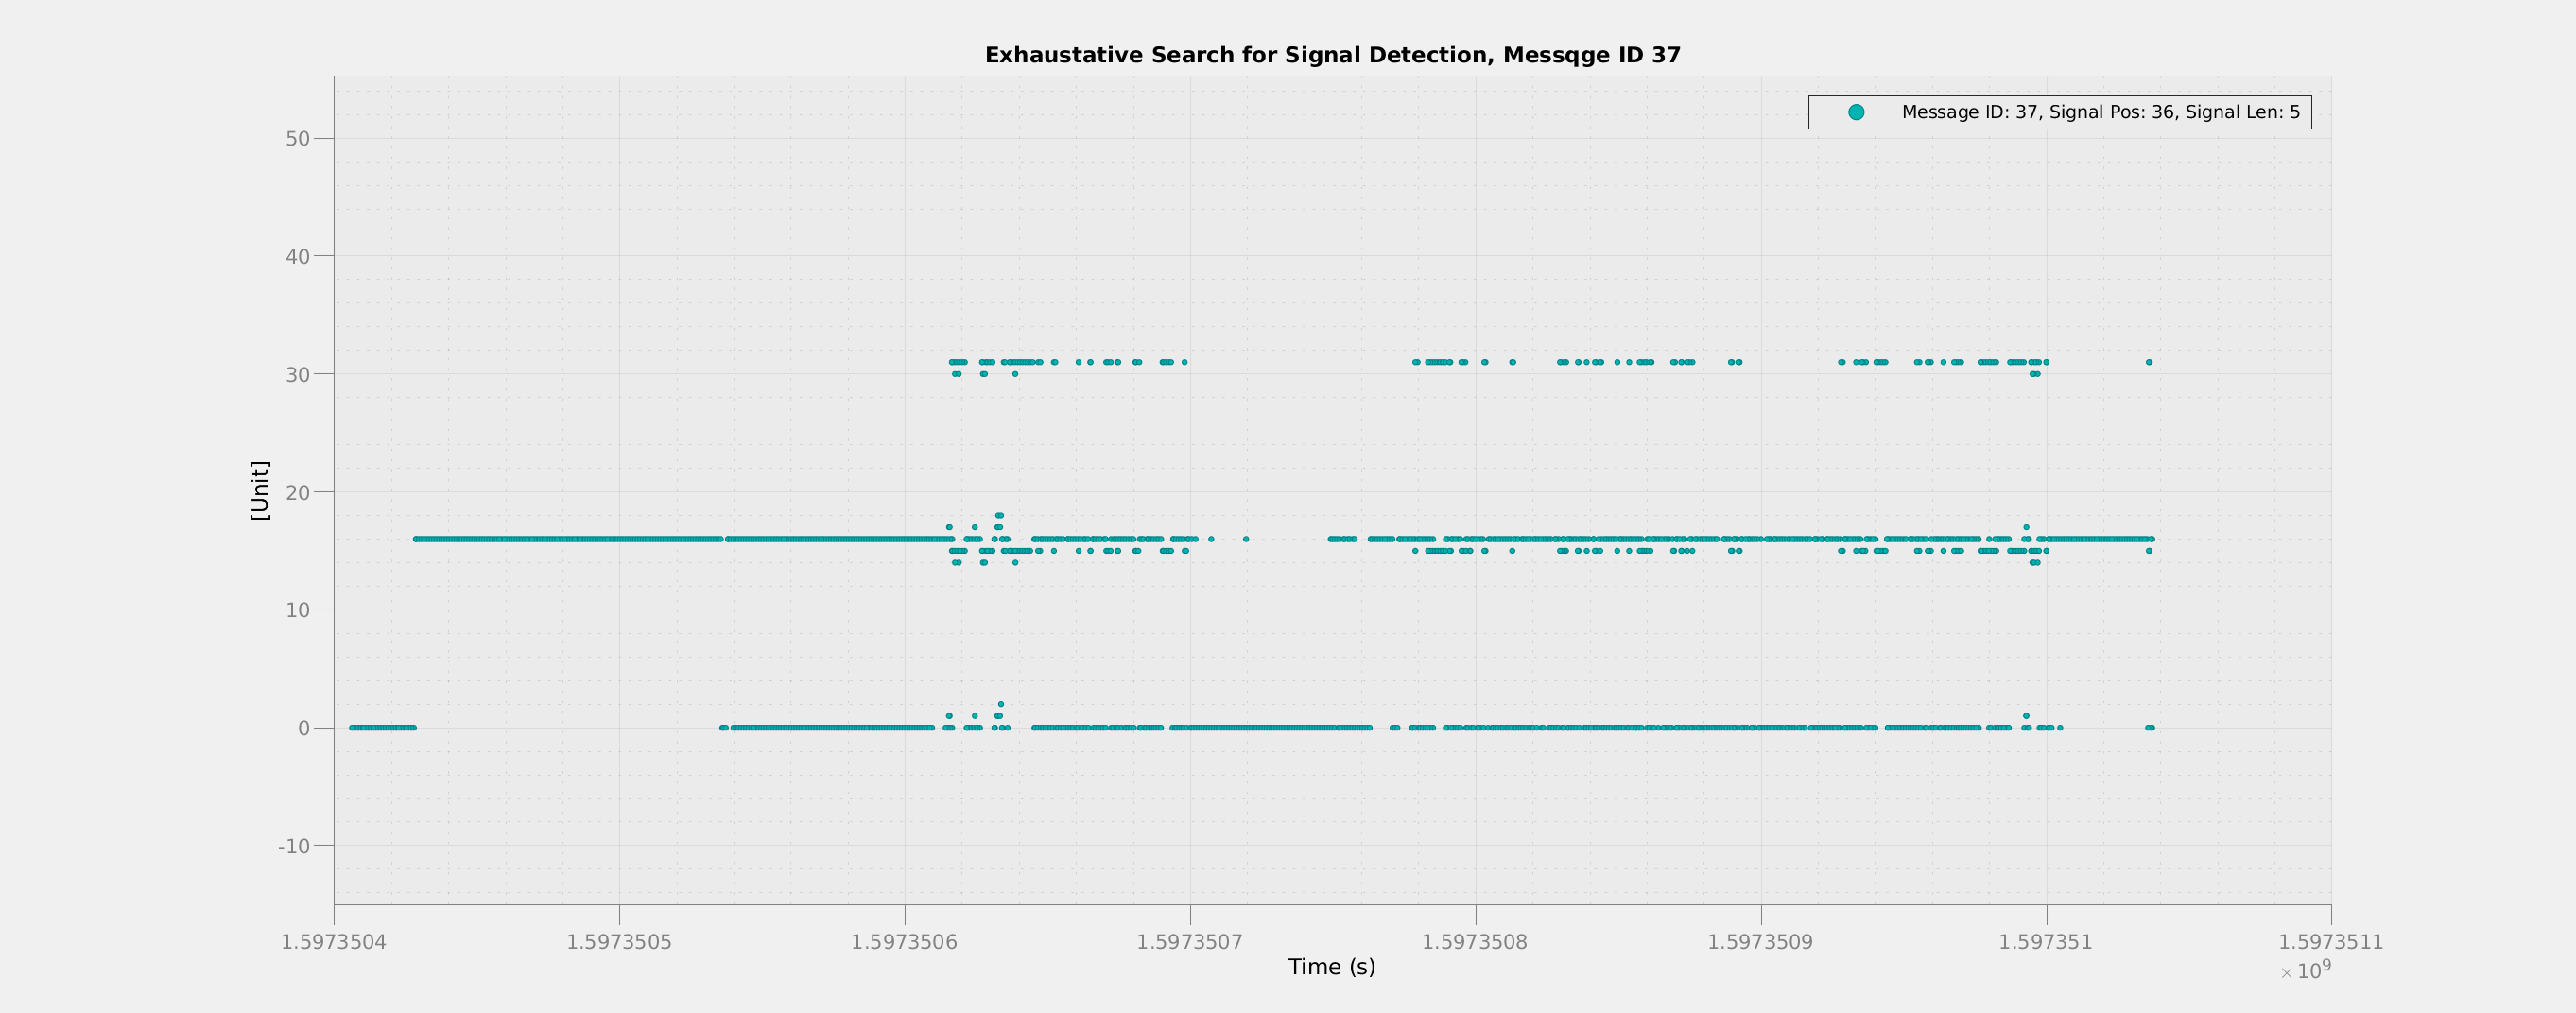 Exhaustative Search for Signal Detection, Messqge ID 37
Message ID: 37, Signal Pos: 36, Signal Len: 5
50
40
30
20
10
0
-10
[Unit]
1.5973504 1.5973505 1.5973506 1.5973507 1.5973508 1.5973509 1.597351 1.5973511
Time (s)
× 10⁹